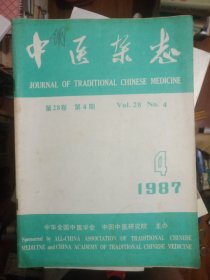 中医杂志
JOURNAL OF TRADITIONAL CHINESE MEDICINE
第28卷 第4期 Vol.28 No.4
4
1987
中华全国中医学会 中国中医研究院 主办
Sponsored by ALL-CHINA ASSOCIATION OF TRADITIONAL CHINESE
MEDICINE and CHINA ACADEMY OF TRADITIONAL CHINESE MEDICINE